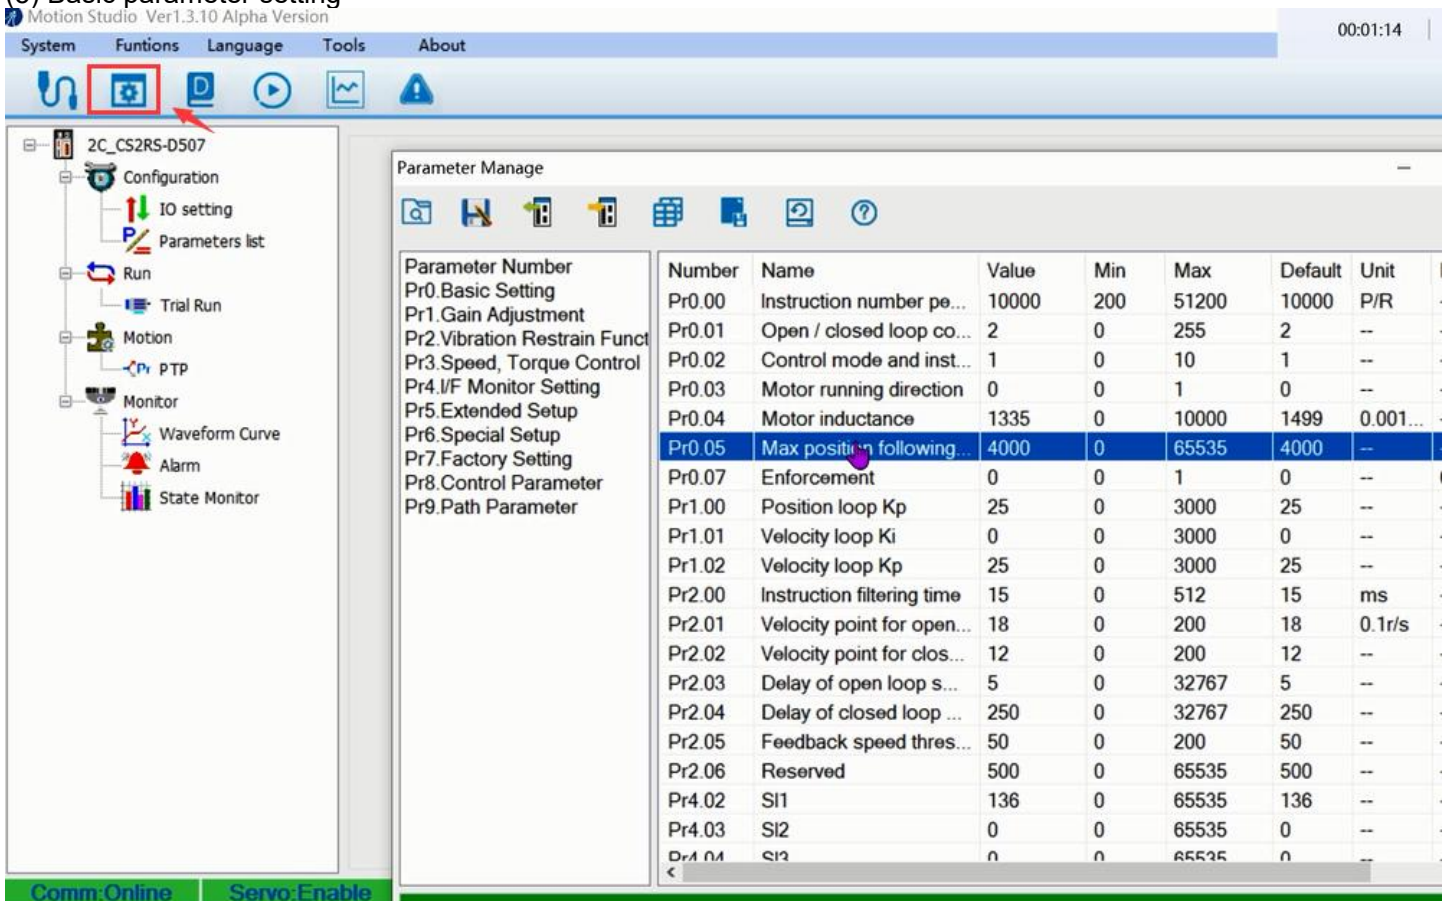 (3) Basic parameter setting
Motion Studio Ver1.3.10 Alpha Version
00:01:14
System Funtions Language Tools About
2C_CS2RS-D507
Configuration
IO setting
Parameters list
Run
Trial Run
Motion
PTP
Monitor
Waveform Curve
Alarm
State Monitor
Parameter Manage
Parameter Number
Pr0.Basic Setting
Pr1.Gain Adjustment
Pr2.Vibration Restrain Funct
Pr3.Speed, Torque Control
Pr4.I/F Monitor Setting
Pr5.Extended Setup
Pr6.Special Setup
Pr7.Factory Setting
Pr8.Control Parameter
Pr9.Path Parameter
Number Name Value Min Max Default Unit
Pr0.00 Instruction number pe... 10000 200 51200 10000 P/R
Pr0.01 Open / closed loop co... 2 0 255 2 --
Pr0.02 Control mode and inst... 1 0 10 1 --
Pr0.03 Motor running direction 0 0 1 0 --
Pr0.04 Motor inductance 1335 0 10000 1499 0.001...
Pr0.05 Max position following... 4000 0 65535 4000 --
Pr0.07 Enforcement 0 0 1 0 --
Pr1.00 Position loop Kp 25 0 3000 25 --
Pr1.01 Velocity loop Ki 0 0 3000 0 --
Pr1.02 Velocity loop Kp 25 0 3000 25 --
Pr2.00 Instruction filtering time 15 0 512 15 ms
Pr2.01 Velocity point for open... 18 0 200 18 0.1r/s
Pr2.02 Velocity point for clos... 12 0 200 12 --
Pr2.03 Delay of open loop s... 5 0 32767 5 --
Pr2.04 Delay of closed loop ... 250 0 32767 250 --
Pr2.05 Feedback speed thres... 50 0 200 50 --
Pr2.06 Reserved 500 0 65535 500 --
Pr4.02 SI1 136 0 65535 136 --
Pr4.03 SI2 0 0 65535 0 --
Pr4.04 SI3 0 0 65535 0 --
Comm:Online Servo:Enable